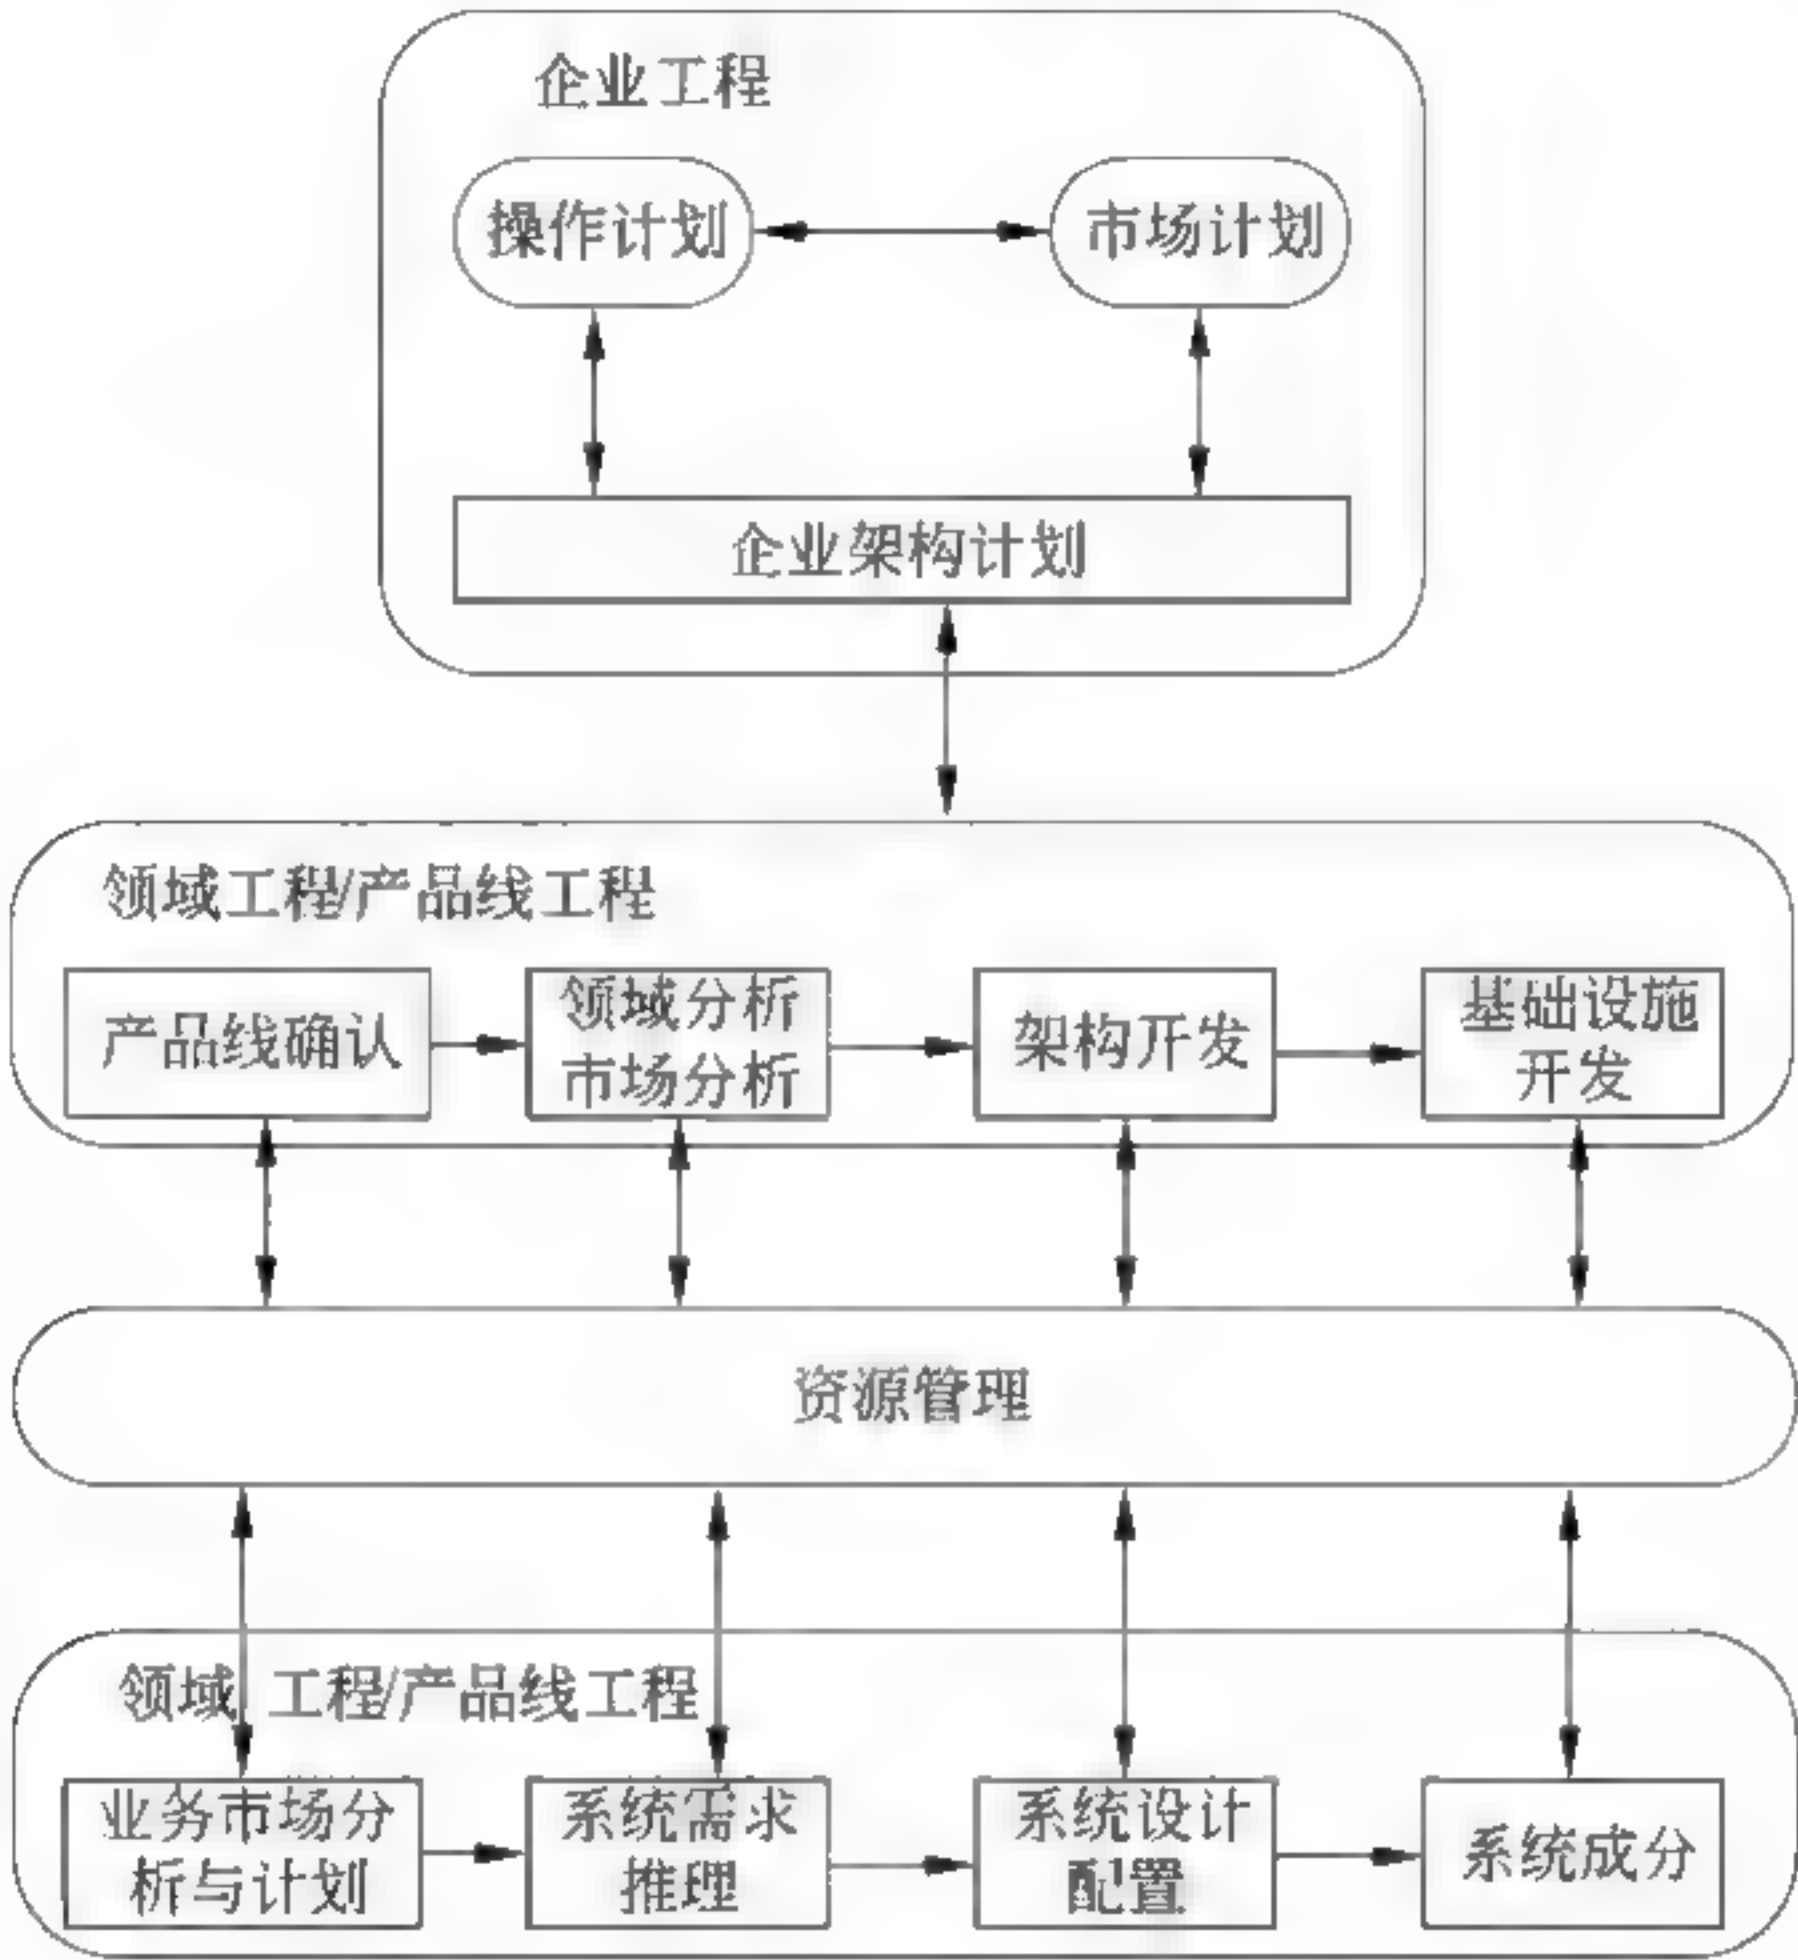 企业工程
操作计划
市场计划
企业架构计划
领域工程/产品线工程
产品线确认
领域分析
市场分析
架构开发
基础设施
开发
资源管理
领域 工程/产品线工程
业务市场分
析与计划
系统需求
推理
系统设计
配置
系统成分